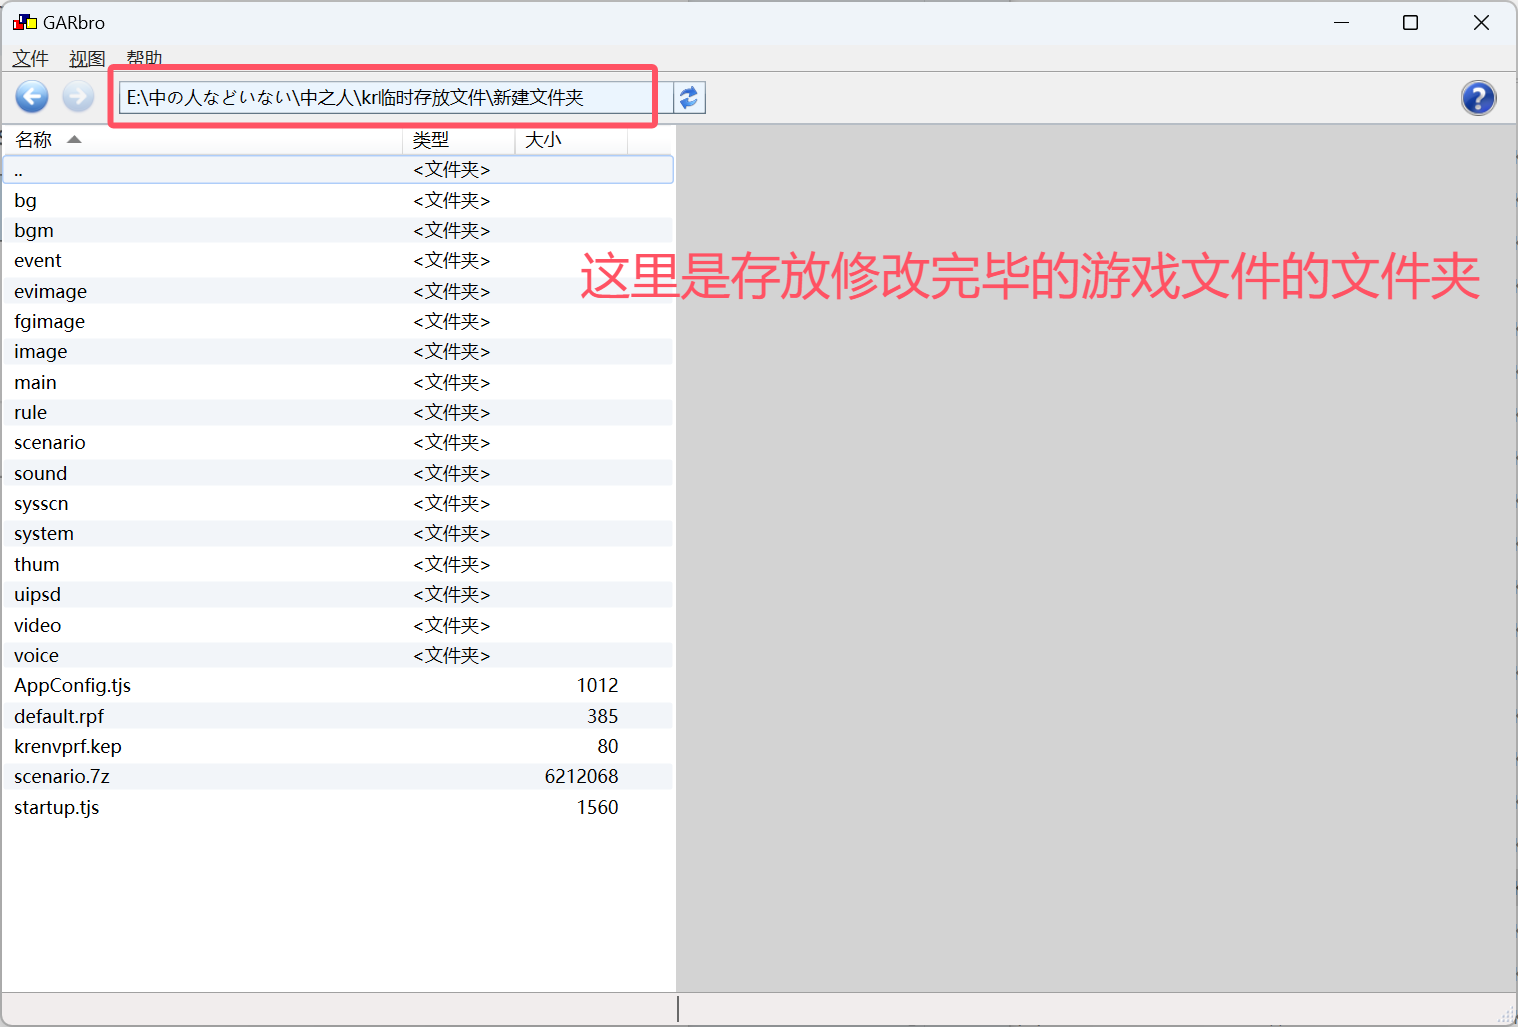 GARbro
文件 视图 帮助
E:\中の人などいない\中之人\kr临时存放文件\新建文件夹
名称 类型 大小
.. <文件夹>
bg <文件夹>
bgm <文件夹>
event <文件夹>
这里是存放修改完毕的游戏文件的文件夹
evimage <文件夹>
fgimage <文件夹>
image <文件夹>
main <文件夹>
rule <文件夹>
scenario <文件夹>
sound <文件夹>
sysscn <文件夹>
system <文件夹>
thum <文件夹>
uipsd <文件夹>
video <文件夹>
voice <文件夹>
AppConfig.tjs 1012
default.rpf 385
krenvprf.kep 80
scenario.7z 6212068
startup.tjs 1560